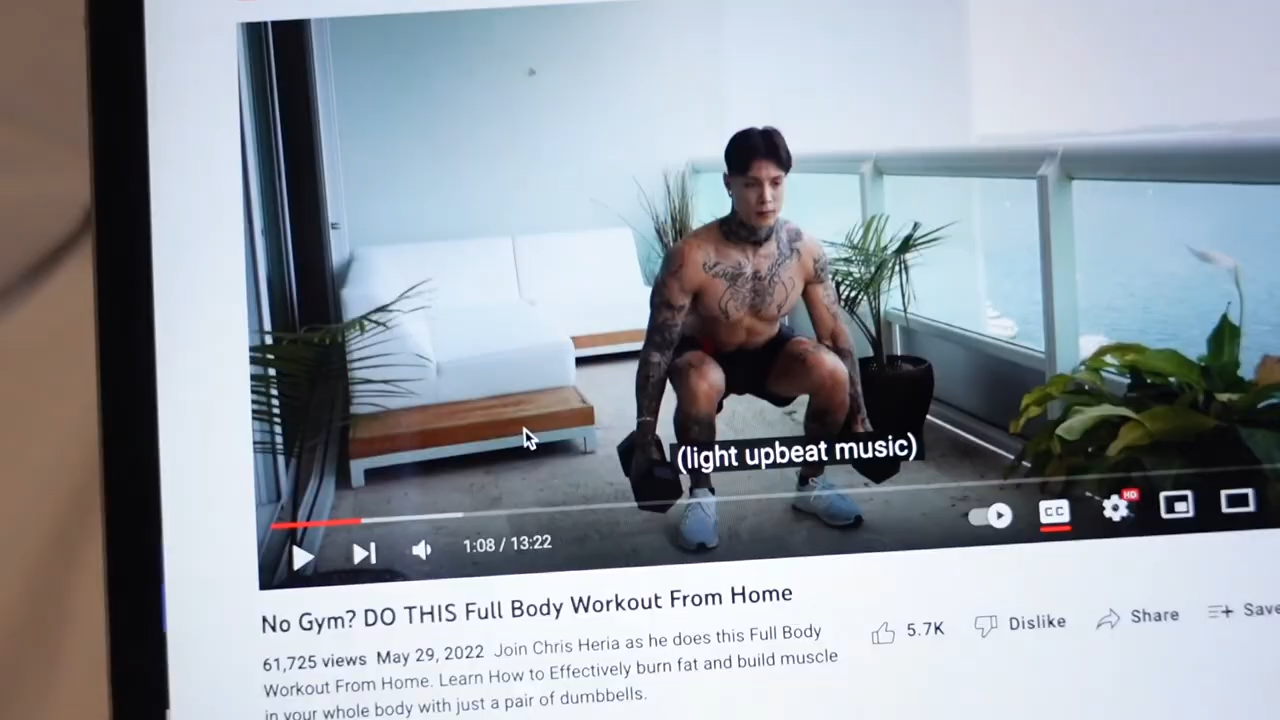 (light upbeat music)
HD
CC
1:08 / 13:22
No Gym? DO THIS Full Body Workout From Home
61,725 views May 29, 2022 Join Chris Heria as he does this Full Body
Workout From Home. Learn How to Effectively burn fat and build muscle
in your whole body with just a pair of dumbbells.
5.7K Dislike Share Save